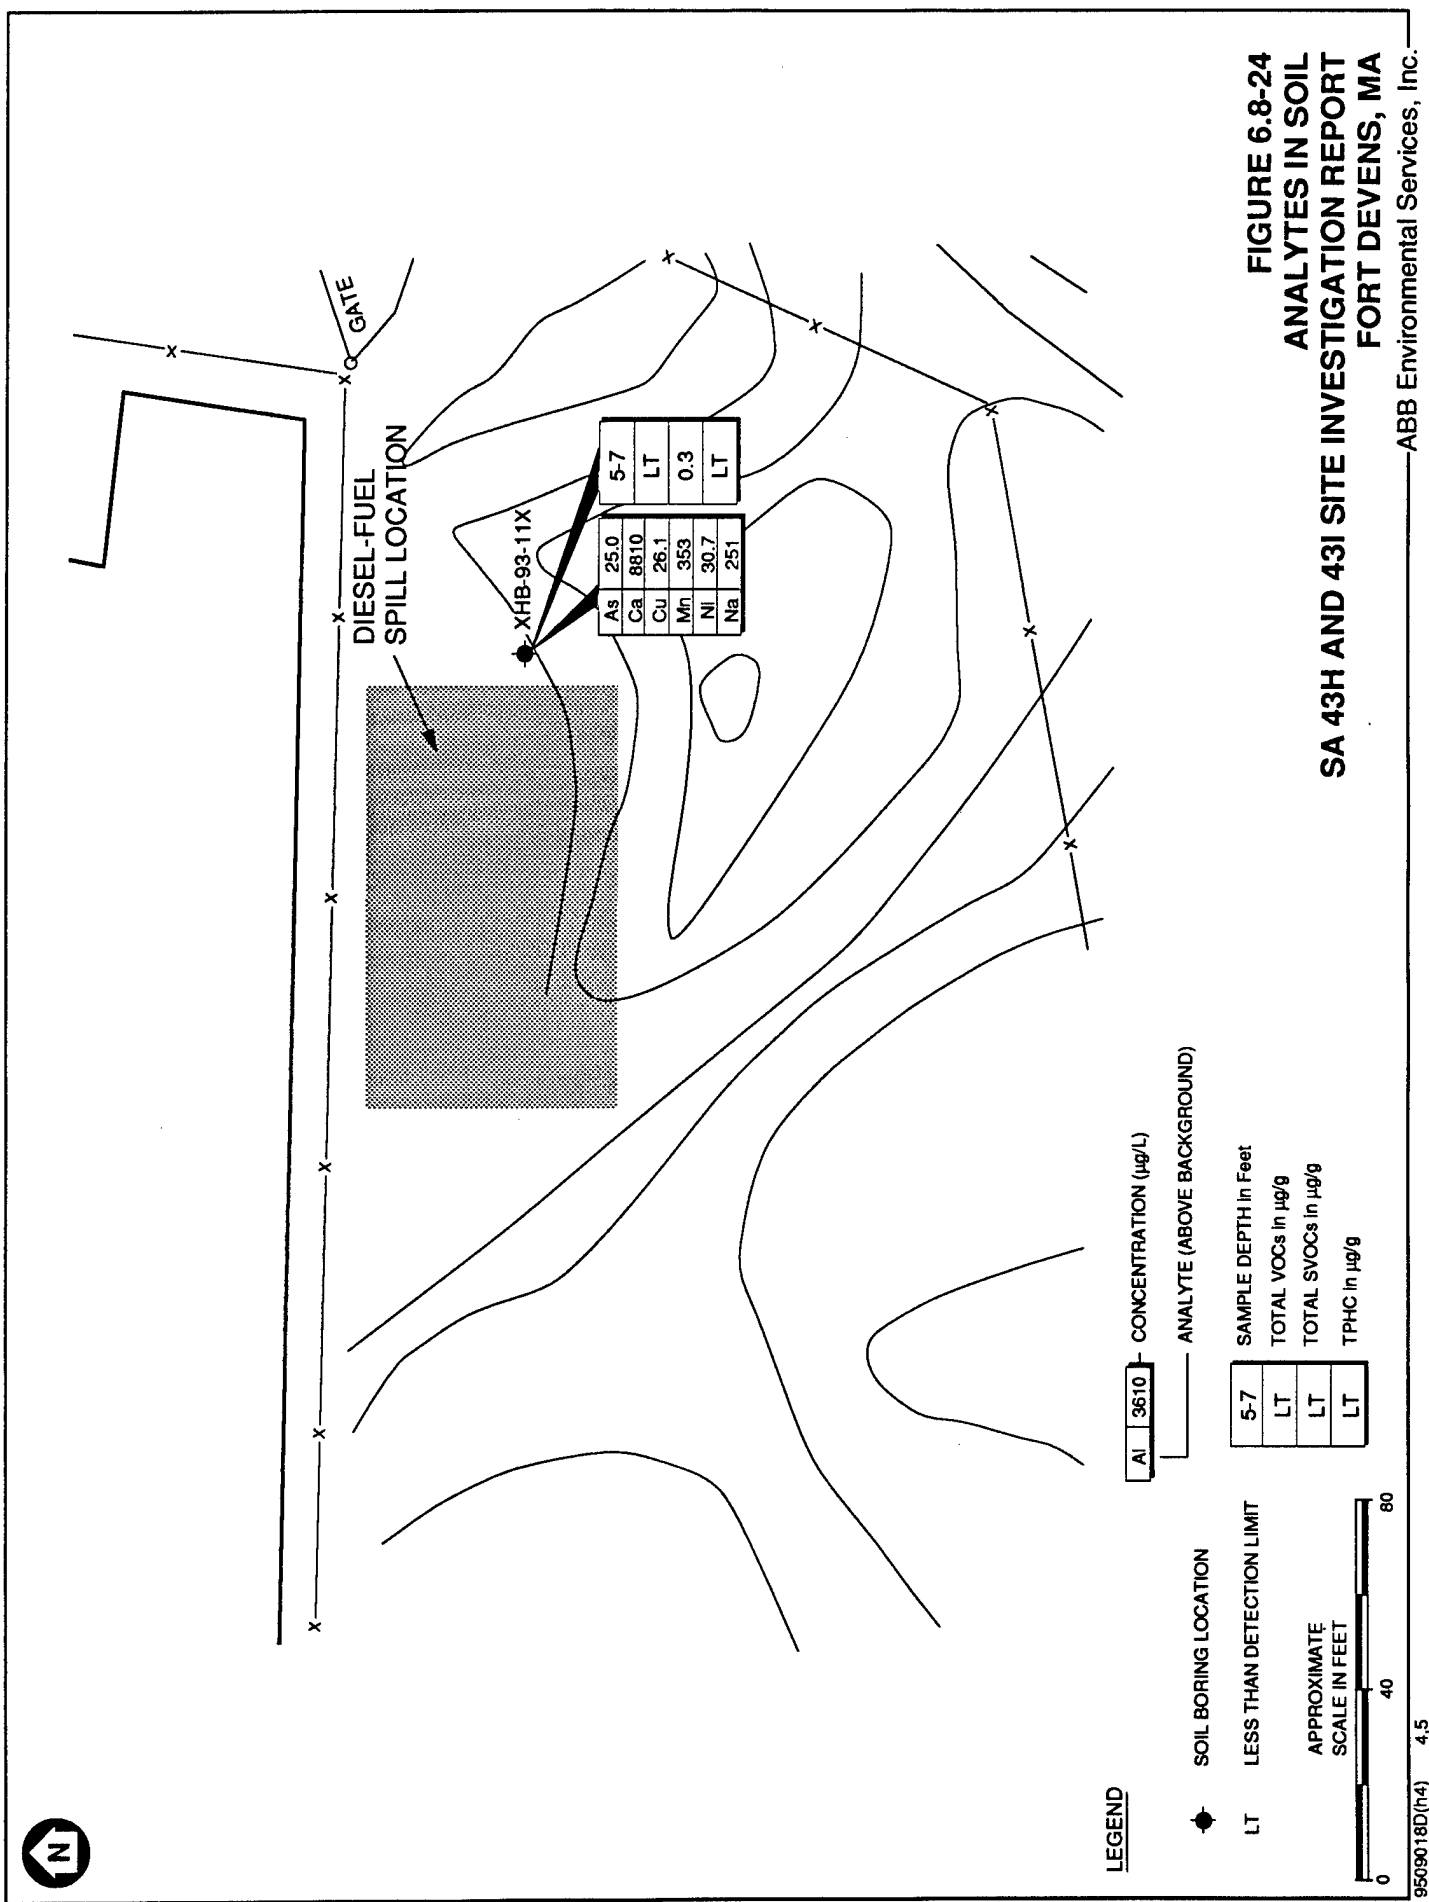 N
GATE
DIESEL-FUEL
SPILL LOCATION
XHB-93-11X
As 25.0
Ca 8810
Cu 26.1
Mn 353
Ni 30.7
Na 251
5-7
LT
0.3
LT
LEGEND
SOIL BORING LOCATION
LT LESS THAN DETECTION LIMIT
APPROXIMATE
SCALE IN FEET
0 40 80
Al 3610 CONCENTRATION (µg/L)
ANALYTE (ABOVE BACKGROUND)
5-7 SAMPLE DEPTH in Feet
LT TOTAL VOCs in µg/g
LT TOTAL SVOCs in µg/g
LT TPHC in µg/g
FIGURE 6.8-24
ANALYTES IN SOIL
SA 43H AND 43I SITE INVESTIGATION REPORT
FORT DEVENS, MA
ABB Environmental Services, Inc.
9509018D(h4) 4,5